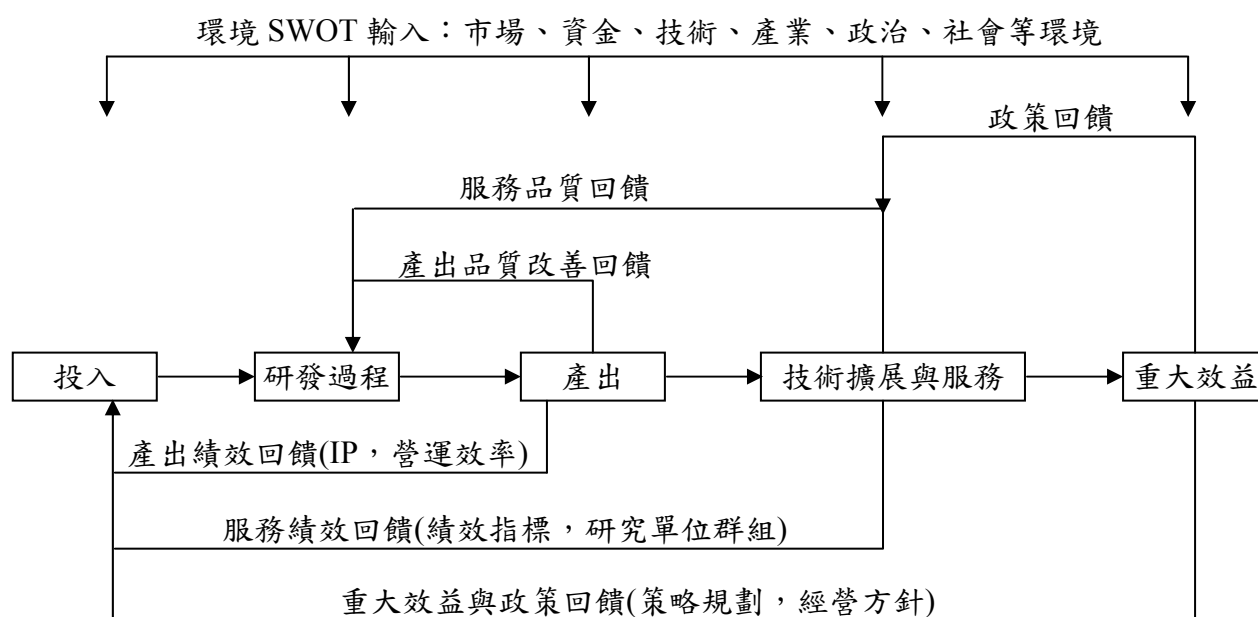 環境 SWOT 輸入：市場、資金、技術、產業、政治、社會等環境
政策回饋
服務品質回饋
產出品質改善回饋
投入
研發過程
產出
技術擴展與服務
重大效益
產出績效回饋(IP，營運效率)
服務績效回饋(績效指標，研究單位群組)
重大效益與政策回饋(策略規劃，經營方針)